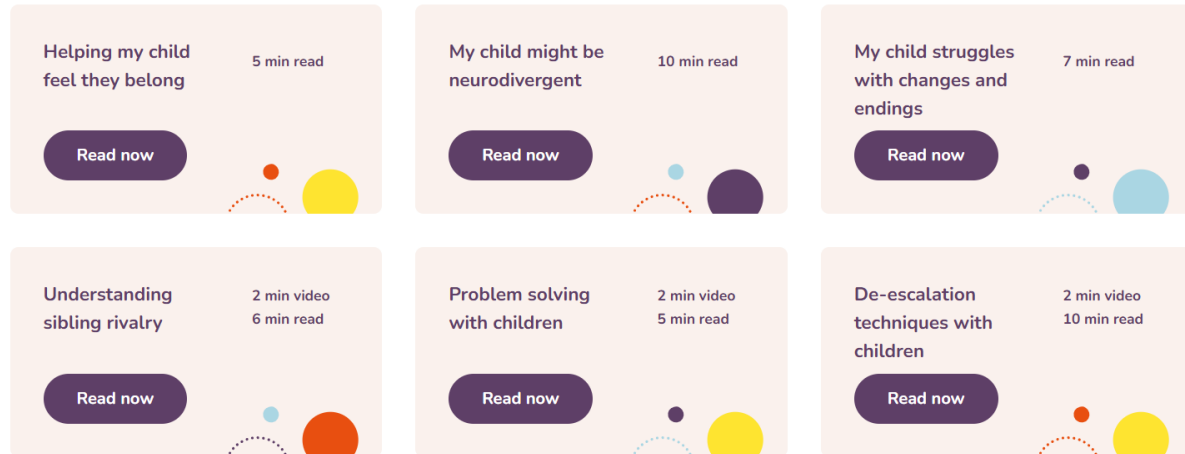 Helping my child
feel they belong
5 min read
Read now
My child might be
neurodivergent
10 min read
Read now
My child struggles
with changes and
endings
7 min read
Read now
Understanding
sibling rivalry
2 min video
6 min read
Read now
Problem solving
with children
2 min video
5 min read
Read now
De-escalation
techniques with
children
2 min video
10 min read
Read now